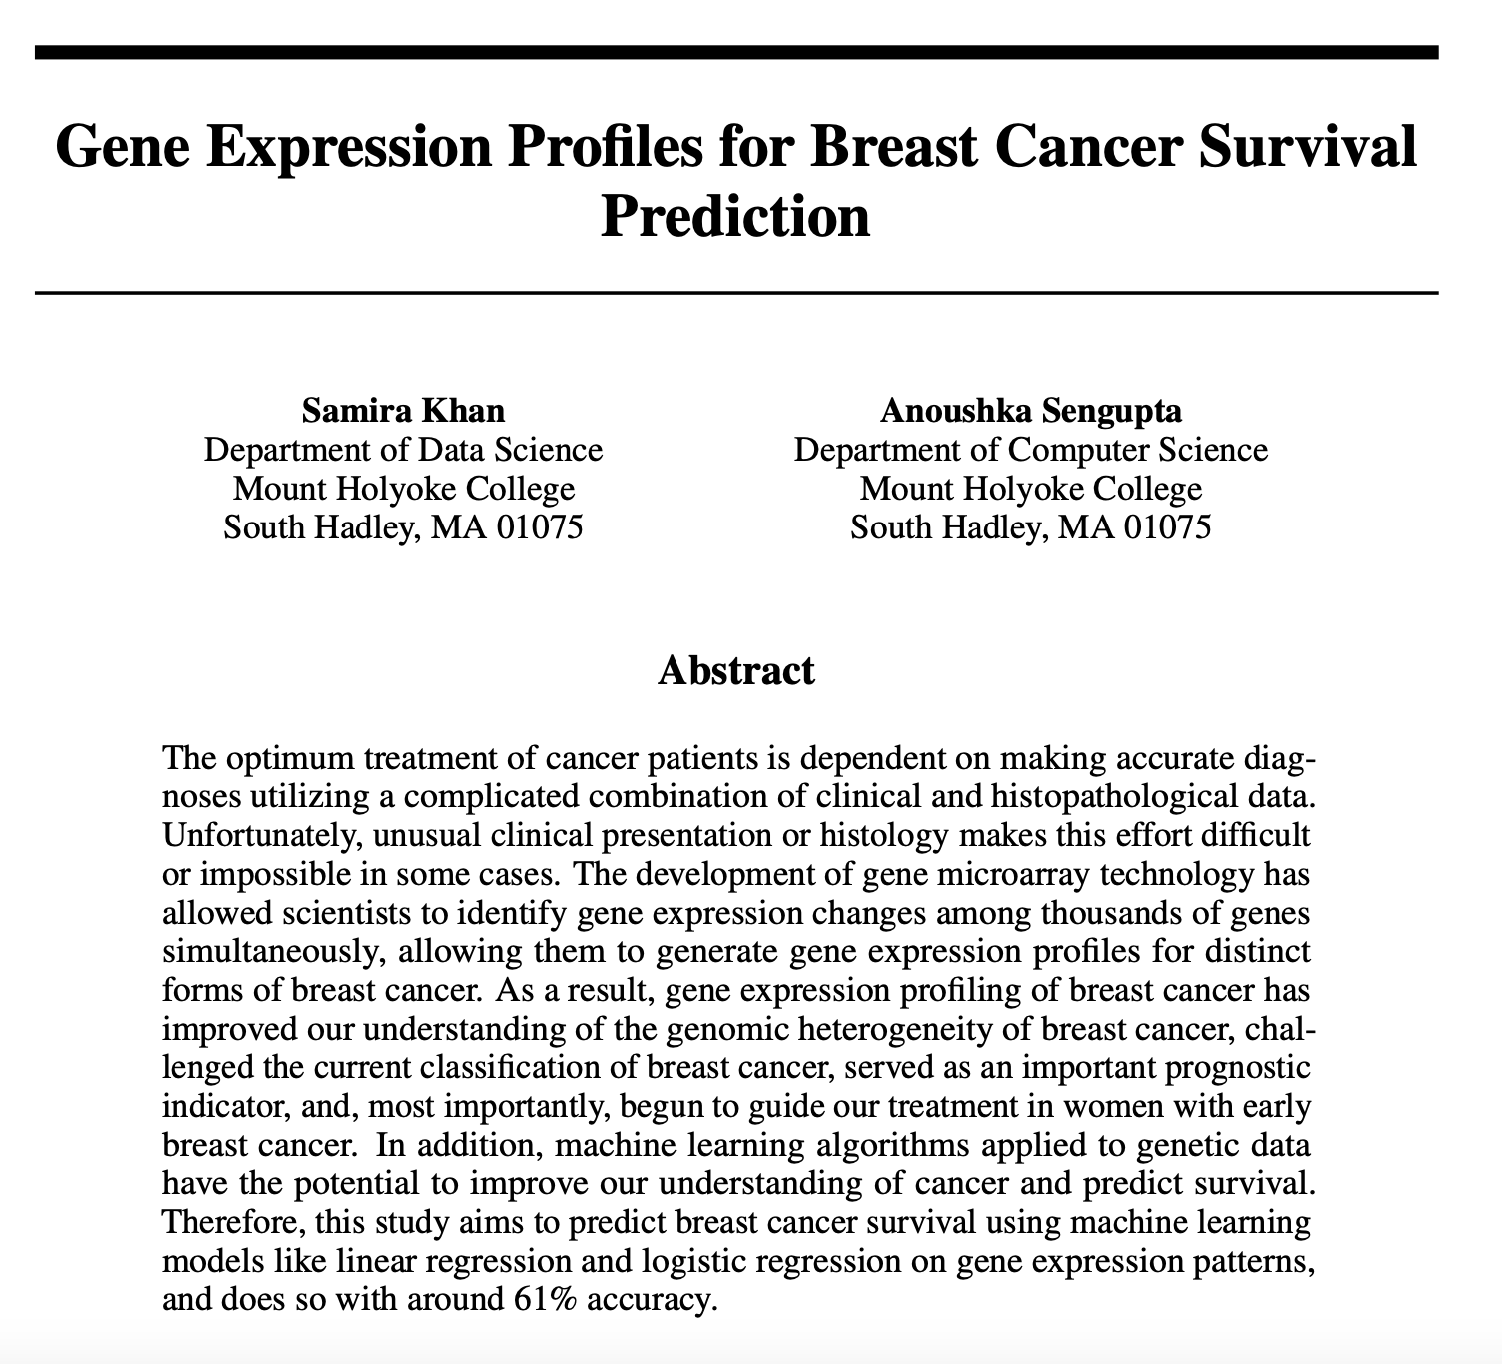 Gene Expression Profiles for Breast Cancer Survival
Prediction
Samira Khan
Department of Data Science
Mount Holyoke College
South Hadley, MA 01075
Anoushka Sengupta
Department of Computer Science
Mount Holyoke College
South Hadley, MA 01075
Abstract
The optimum treatment of cancer patients is dependent on making accurate diag-
noses utilizing a complicated combination of clinical and histopathological data.
Unfortunately, unusual clinical presentation or histology makes this effort difficult
or impossible in some cases. The development of gene microarray technology has
allowed scientists to identify gene expression changes among thousands of genes
simultaneously, allowing them to generate gene expression profiles for distinct
forms of breast cancer. As a result, gene expression profiling of breast cancer has
improved our understanding of the genomic heterogeneity of breast cancer, chal-
lenged the current classification of breast cancer, served as an important prognostic
indicator, and, most importantly, begun to guide our treatment in women with early
breast cancer. In addition, machine learning algorithms applied to genetic data
have the potential to improve our understanding of cancer and predict survival.
Therefore, this study aims to predict breast cancer survival using machine learning
models like linear regression and logistic regression on gene expression patterns,
and does so with around 61% accuracy.